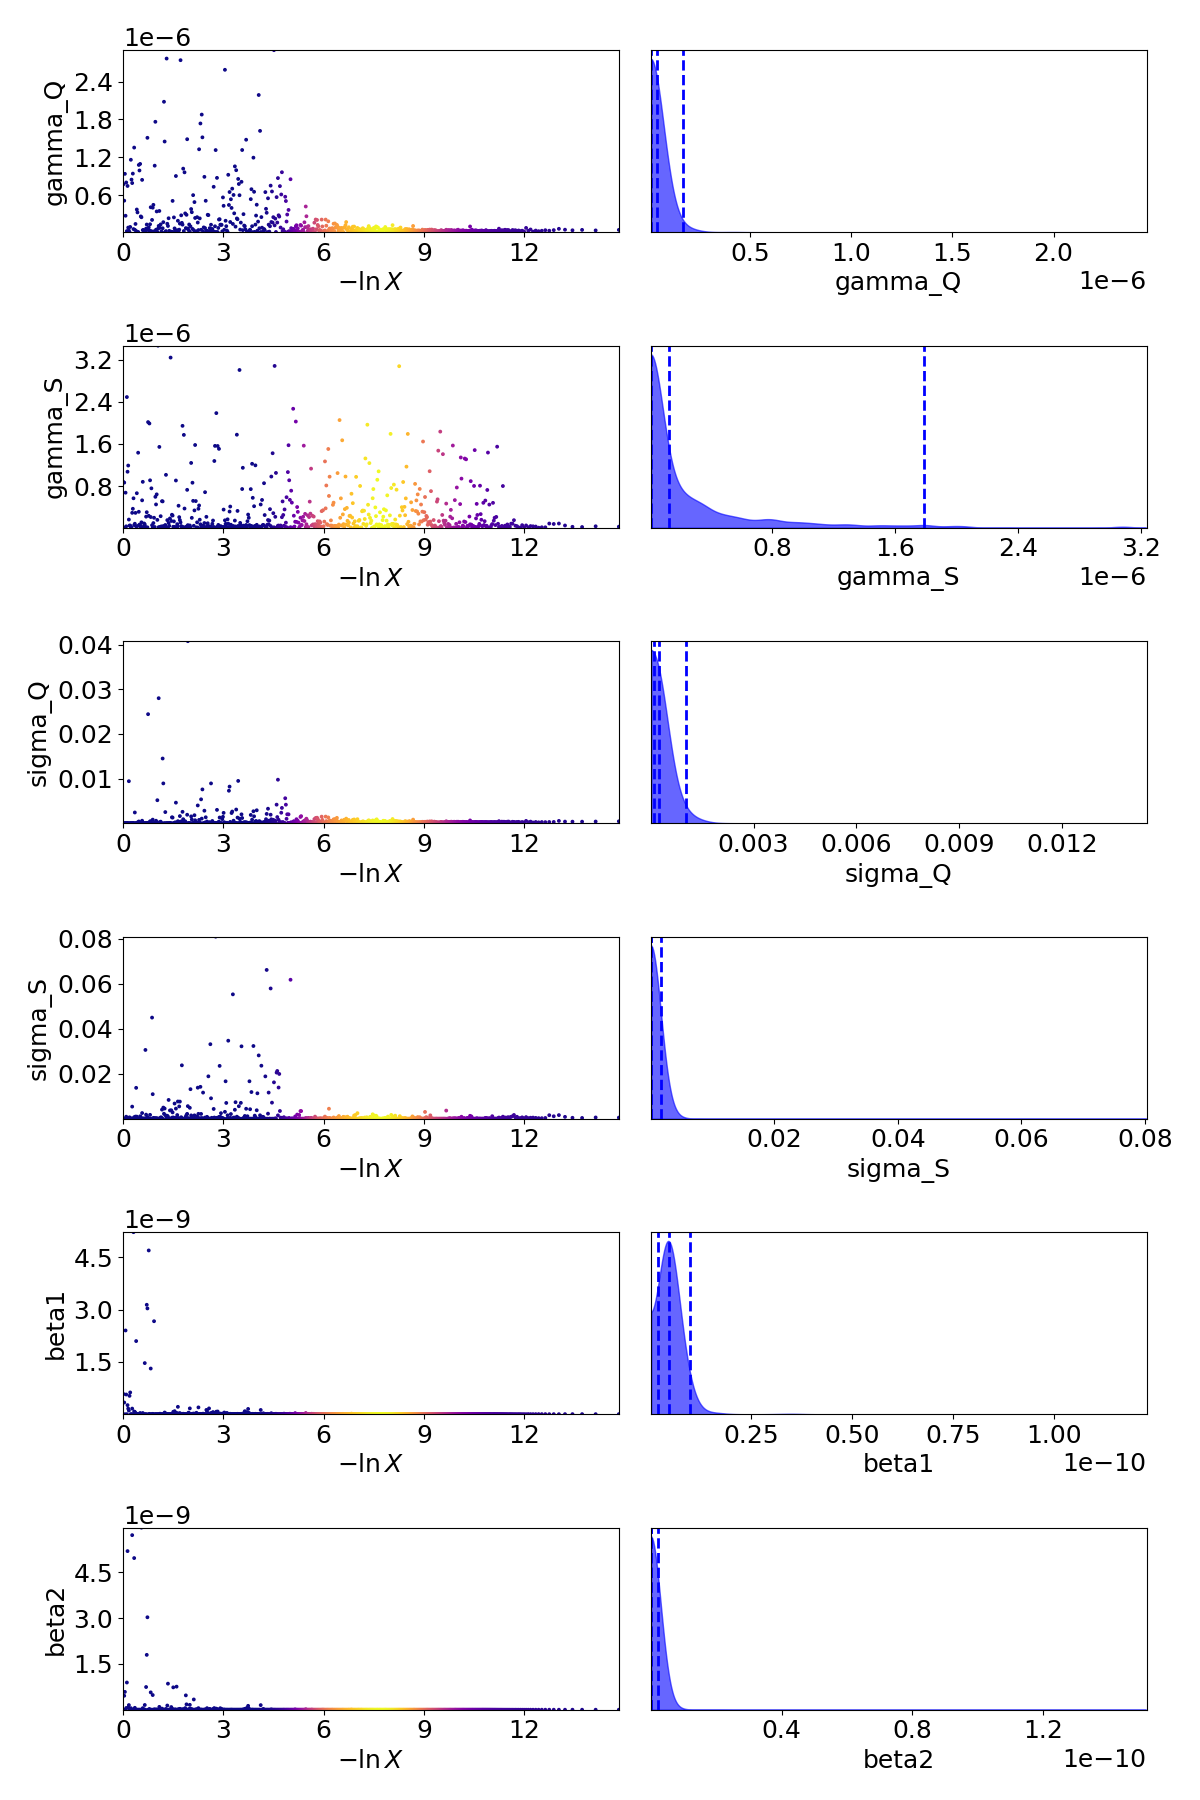 1e−6
gamma_Q
2.4
1.8
1.2
0.6
0 3 6 9 12
−ln X
0.5 1.0 1.5 2.0
gamma_Q
1e−6
1e−6
gamma_S
3.2
2.4
1.6
0.8
0 3 6 9 12
−ln X
0.8 1.6 2.4 3.2
gamma_S
1e−6
sigma_Q
0.04
0.03
0.02
0.01
0 3 6 9 12
−ln X
0.003 0.006 0.009 0.012
sigma_Q
sigma_S
0.08
0.06
0.04
0.02
0 3 6 9 12
−ln X
0.02 0.04 0.06 0.08
sigma_S
1e−9
beta1
4.5
3.0
1.5
0 3 6 9 12
−ln X
0.25 0.50 0.75 1.00
beta1
1e−10
1e−9
beta2
4.5
3.0
1.5
0 3 6 9 12
−ln X
0.4 0.8 1.2
beta2
1e−10